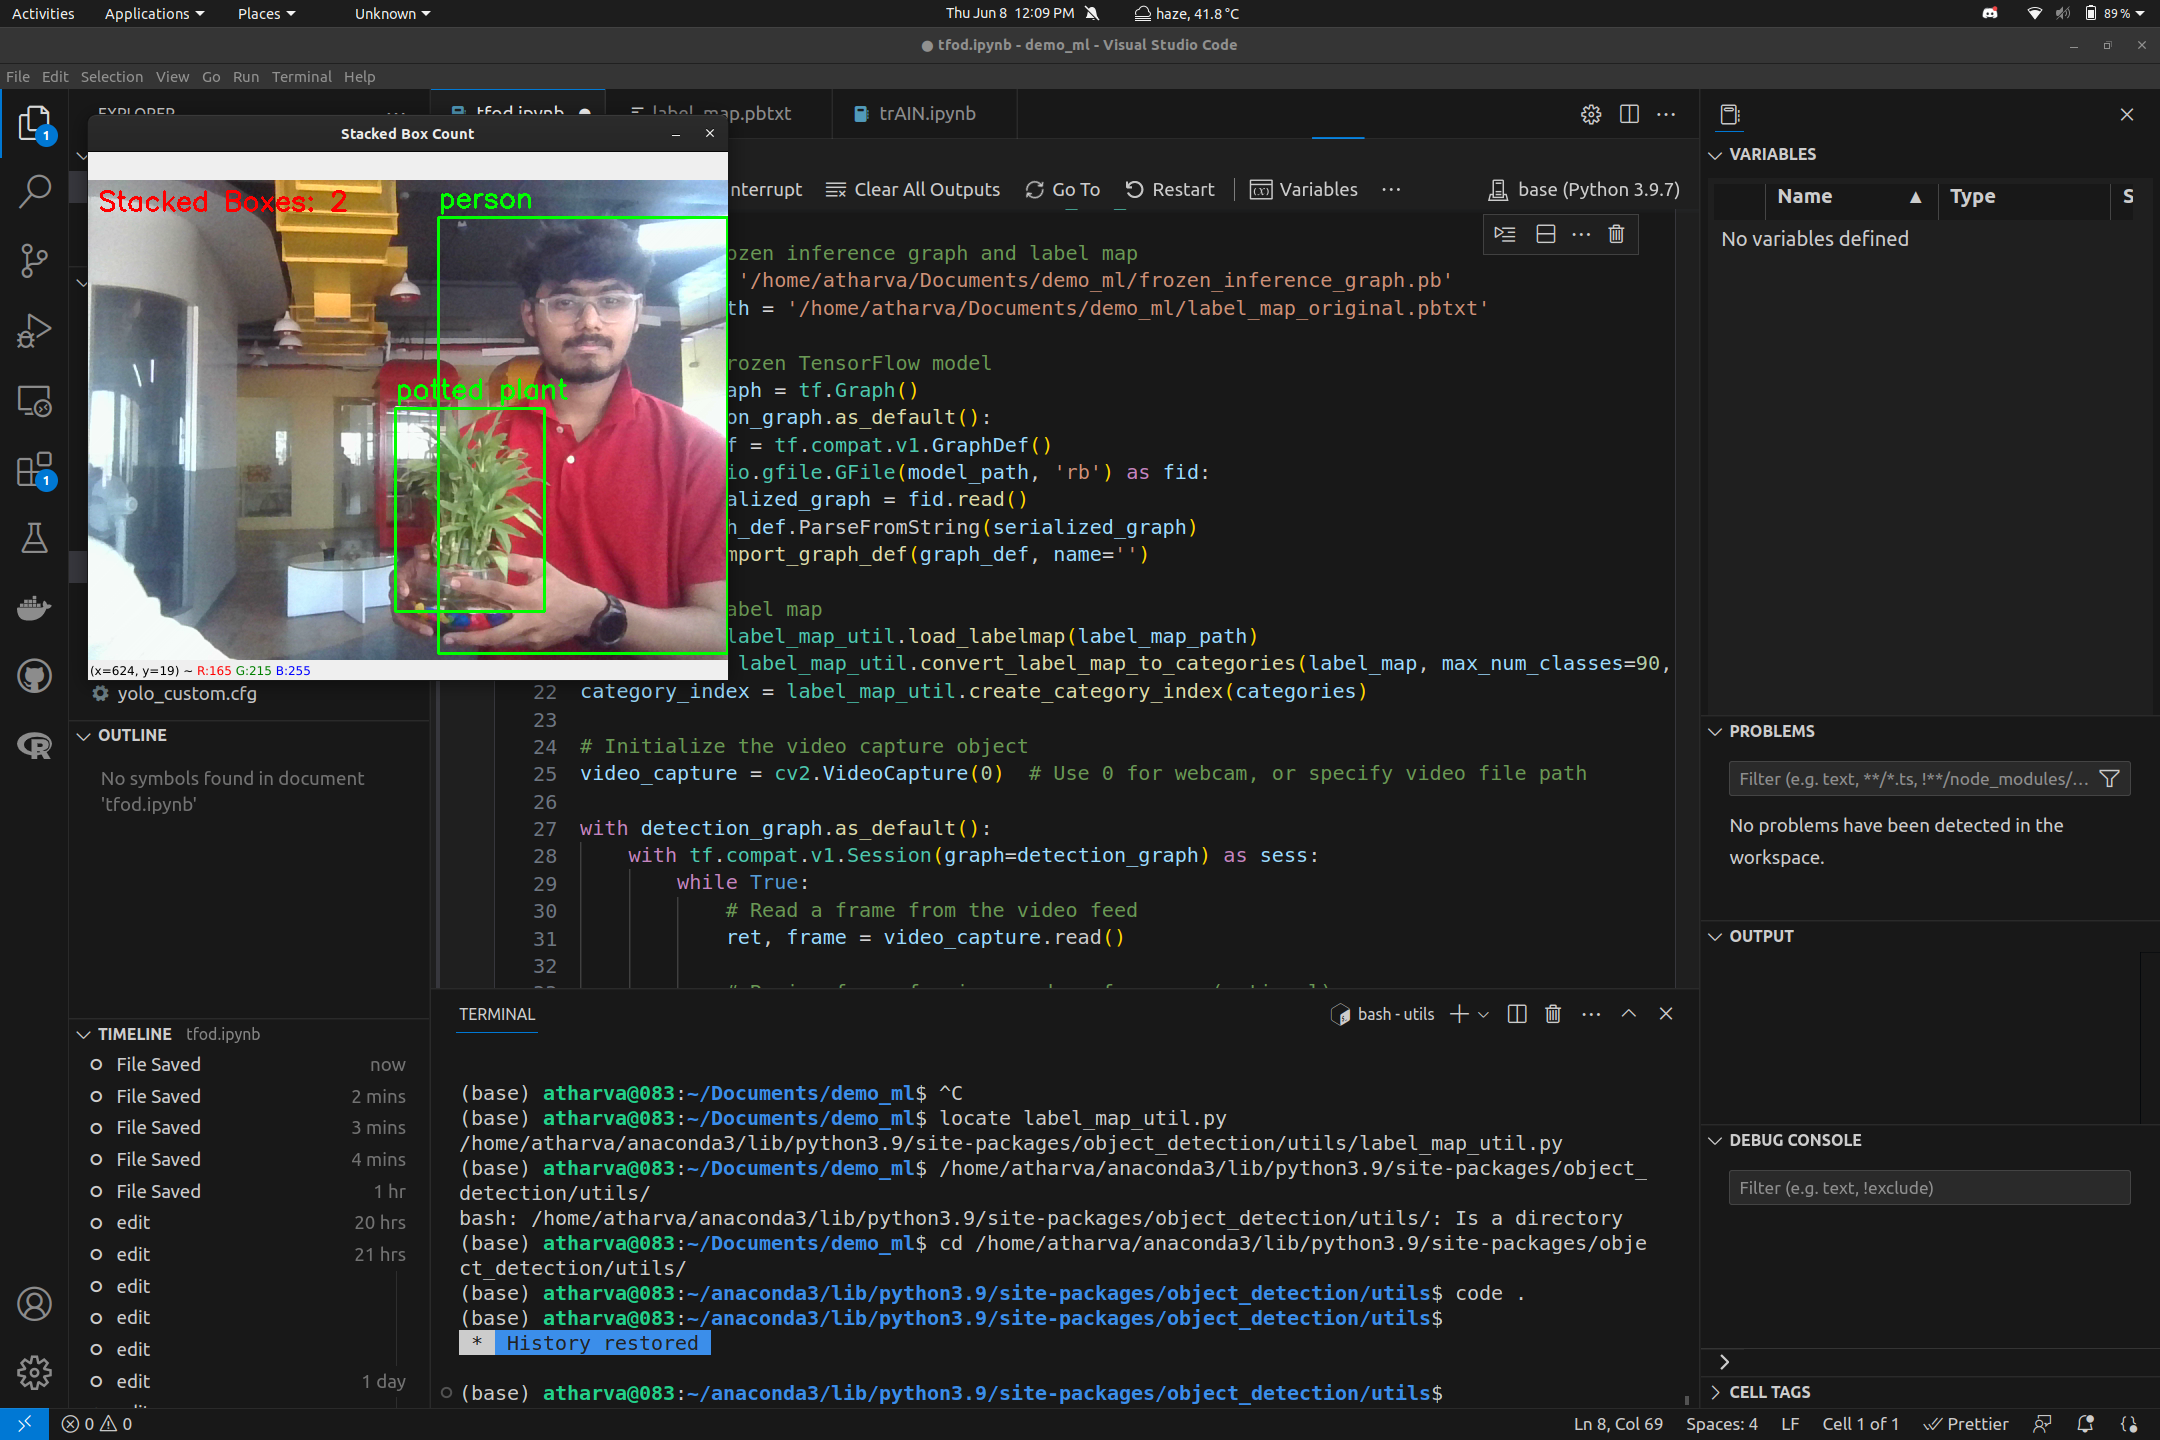 Activities Applications Places Unknown Thu Jun 8 12:09 PM haze, 41.8 °C 89 %
tfod.ipynb - demo_ml - Visual Studio Code
File Edit Selection View Go Run Terminal Help
EXPLORER
tfod.ipynb label_map.pbtxt trAIN.ipynb
1
Stacked Box Count
Stacked Boxes: 2
person
potted plant
(x=624, y=19) ~ R:165 G:215 B:255
nterrupt Clear All Outputs Go To Restart Variables base (Python 3.9.7)
ozen inference graph and label map
'/home/atharva/Documents/demo_ml/frozen_inference_graph.pb'
th = '/home/atharva/Documents/demo_ml/label_map_original.pbtxt'
rozen TensorFlow model
aph = tf.Graph()
on_graph.as_default():
f = tf.compat.v1.GraphDef()
io.gfile.GFile(model_path, 'rb') as fid:
alized_graph = fid.read()
h_def.ParseFromString(serialized_graph)
mport_graph_def(graph_def, name='')
abel map
label_map_util.load_labelmap(label_map_path)
label_map_util.convert_label_map_to_categories(label_map, max_num_classes=90,
22 category_index = label_map_util.create_category_index(categories)
23
24 # Initialize the video capture object
25 video_capture = cv2.VideoCapture(0)  # Use 0 for webcam, or specify video file path
26
27 with detection_graph.as_default():
28 with tf.compat.v1.Session(graph=detection_graph) as sess:
29 while True:
30 # Read a frame from the video feed
31 ret, frame = video_capture.read()
32
1
yolo_custom.cfg
OUTLINE
No symbols found in document
'tfod.ipynb'
TIMELINE tfod.ipynb
File Saved now
File Saved 2 mins
File Saved 3 mins
File Saved 4 mins
File Saved 1 hr
edit 20 hrs
edit 21 hrs
edit
edit
edit
edit 1 day
TERMINAL bash - utils
(base) atharva@083:~/Documents/demo_ml$ ^C
(base) atharva@083:~/Documents/demo_ml$ locate label_map_util.py
/home/atharva/anaconda3/lib/python3.9/site-packages/object_detection/utils/label_map_util.py
(base) atharva@083:~/Documents/demo_ml$ /home/atharva/anaconda3/lib/python3.9/site-packages/object_
detection/utils/
bash: /home/atharva/anaconda3/lib/python3.9/site-packages/object_detection/utils/: Is a directory
(base) atharva@083:~/Documents/demo_ml$ cd /home/atharva/anaconda3/lib/python3.9/site-packages/obje
ct_detection/utils/
(base) atharva@083:~/anaconda3/lib/python3.9/site-packages/object_detection/utils$ code .
(base) atharva@083:~/anaconda3/lib/python3.9/site-packages/object_detection/utils$
* History restored
(base) atharva@083:~/anaconda3/lib/python3.9/site-packages/object_detection/utils$
VARIABLES
Name Type S
No variables defined
PROBLEMS
Filter (e.g. text, **/*.ts, !**/node_modules/...
No problems have been detected in the
workspace.
OUTPUT
DEBUG CONSOLE
Filter (e.g. text, !exclude)
CELL TAGS
0 0 Ln 8, Col 69 Spaces: 4 LF Cell 1 of 1 Prettier